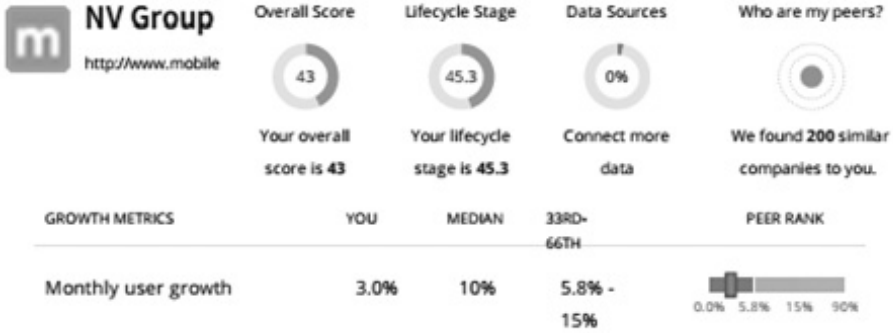 m
NV Group
http://www.mobile
Overall Score
43
Your overall
score is 43
Lifecycle Stage
45.3
Your lifecycle
stage is 45.3
Data Sources
0%
Connect more
data
Who are my peers?
We found 200 similar
companies to you.
GROWTH METRICS YOU MEDIAN 33RD- PEER RANK
66TH
Monthly user growth 3.0% 10% 5.8% -
15%
0.0% 5.8% 15% 90%